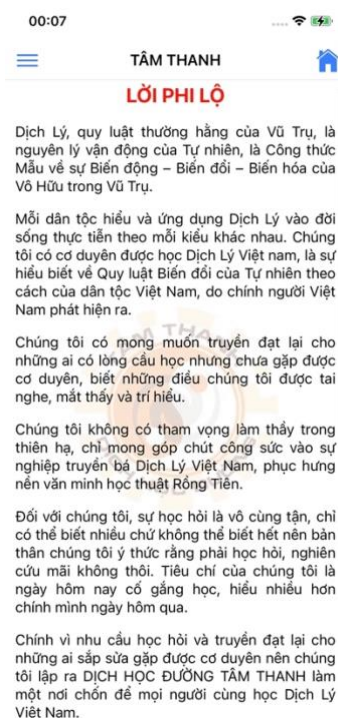 00:07
TÂM THANH
LỜI PHI LỘ
Dịch Lý, quy luật thường hằng của Vũ Trụ, là
nguyên lý vận động của Tự nhiên, là Công thức
Mẫu về sự Biến động – Biến đổi – Biến hóa của
Vô Hữu trong Vũ Trụ.
Mỗi dân tộc hiểu và ứng dụng Dịch Lý vào đời
sống thực tiễn theo mỗi kiểu khác nhau. Chúng
tôi có cơ duyên được học Dịch Lý Việt nam, là sự
hiểu biết về Quy luật Biến đổi của Tự nhiên theo
cách của dân tộc Việt Nam, do chính người Việt
Nam phát hiện ra.
Chúng tôi có mong muốn truyền đạt lại cho
những ai có lòng cầu học nhưng chưa gặp được
cơ duyên, biết những điều chúng tôi được tai
nghe, mắt thấy và trí hiểu.
Chúng tôi không có tham vọng làm thầy trong
thiên hạ, chỉ mong góp chút công sức vào sự
nghiệp truyền bá Dịch Lý Việt Nam, phục hưng
nền văn minh học thuật Rồng Tiên.
Đối với chúng tôi, sự học hỏi là vô cùng tận, chỉ
có thể biết nhiều chứ không thể biết hết nên bản
thân chúng tôi ý thức rằng phải học hỏi, nghiên
cứu mãi không thôi. Tiêu chí của chúng tôi là
ngày hôm nay cố gắng học, hiểu nhiều hơn
chính mình ngày hôm qua.
Chính vì nhu cầu học hỏi và truyền đạt lại cho
những ai sắp sửa gặp được cơ duyên nên chúng
tôi lập ra DỊCH HỌC ĐƯỜNG TÂM THANH làm
một nơi chốn để mọi người cùng học Dịch Lý
Việt Nam.
TÂM THANH